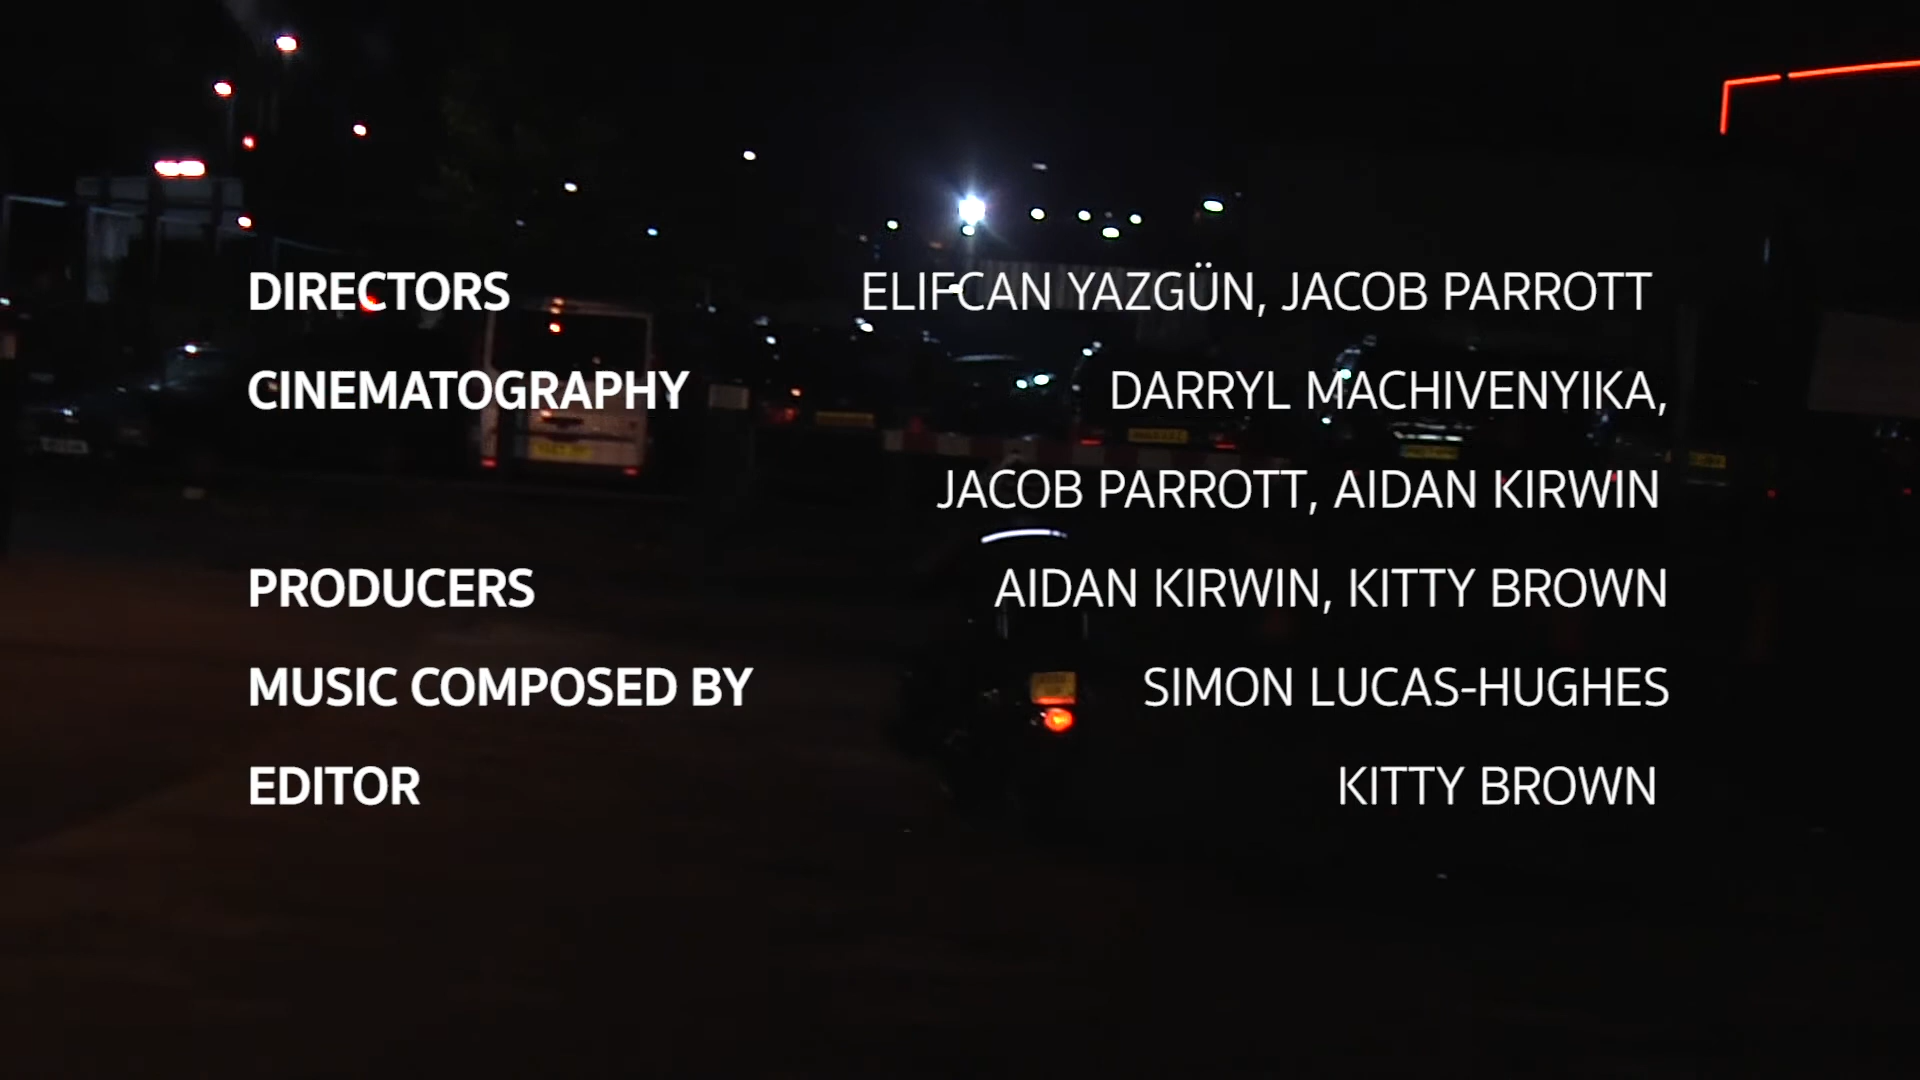 DIRECTORS ELIFCAN YAZGÜN, JACOB PARROTT
CINEMATOGRAPHY DARRYL MACHIVENYIKA,
JACOB PARROTT, AIDAN KIRWIN
PRODUCERS AIDAN KIRWIN, KITTY BROWN
MUSIC COMPOSED BY SIMON LUCAS-HUGHES
EDITOR KITTY BROWN